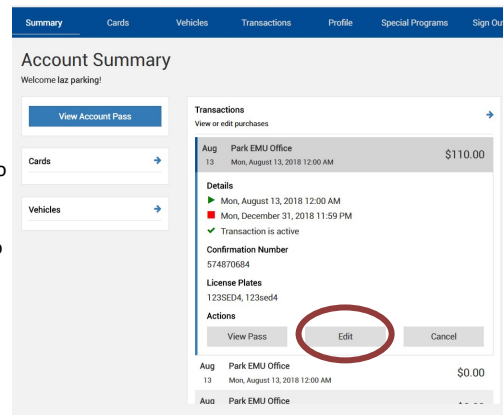 Summary Cards Vehicles Transactions Profile Special Programs Sign Ou
Account Summary
Welcome laz parking!
View Account Pass
Cards
Vehicles
Transactions
View or edit purchases
Aug Park EMU Office $110.00
13 Mon, August 13, 2018 12:00 AM
Details
Mon, August 13, 2018 12:00 AM
Mon, December 31, 2018 11:59 PM
Transaction is active
Confirmation Number
574870684
License Plates
123SED4, 123sed4
Actions
View Pass Edit Cancel
Aug Park EMU Office $0.00
13 Mon, August 13, 2018 12:00 AM
Aug Park EMU Office